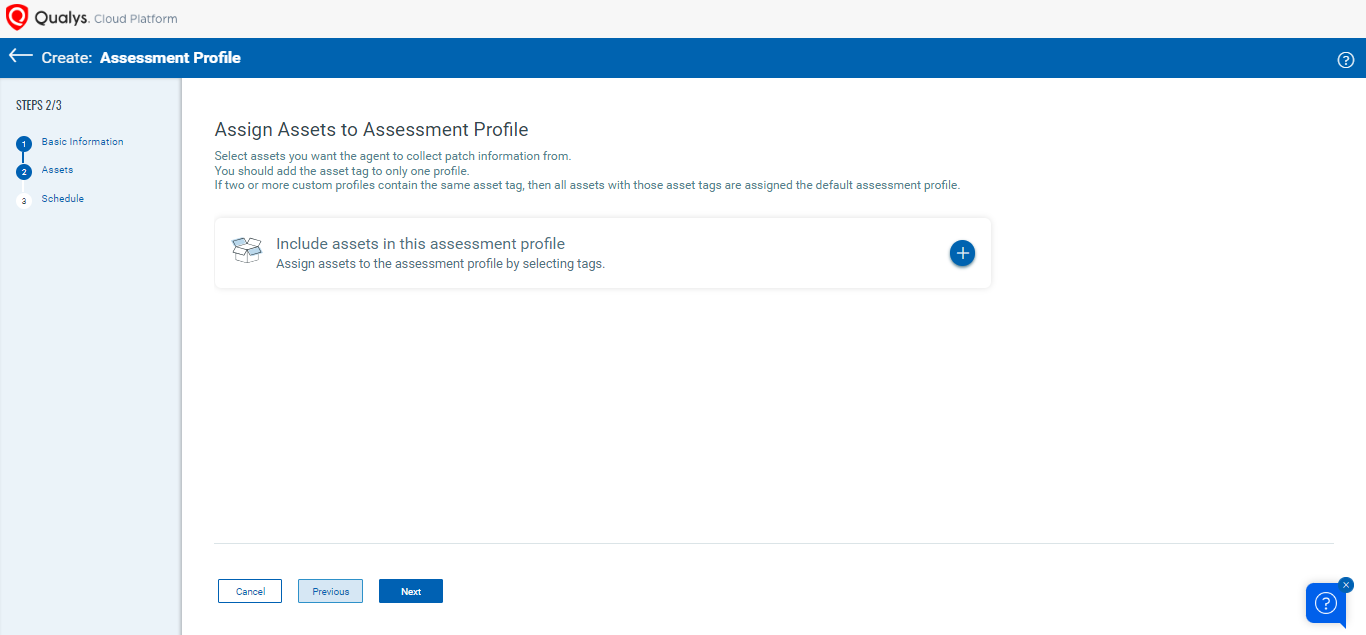 Qualys. Cloud Platform
Create: Assessment Profile
STEPS 2/3
1 Basic Information
2 Assets
3 Schedule
Assign Assets to Assessment Profile
Select assets you want the agent to collect patch information from.
You should add the asset tag to only one profile.
If two or more custom profiles contain the same asset tag, then all assets with those asset tags are assigned the default assessment profile.
Include assets in this assessment profile
Assign assets to the assessment profile by selecting tags.
Cancel Previous Next